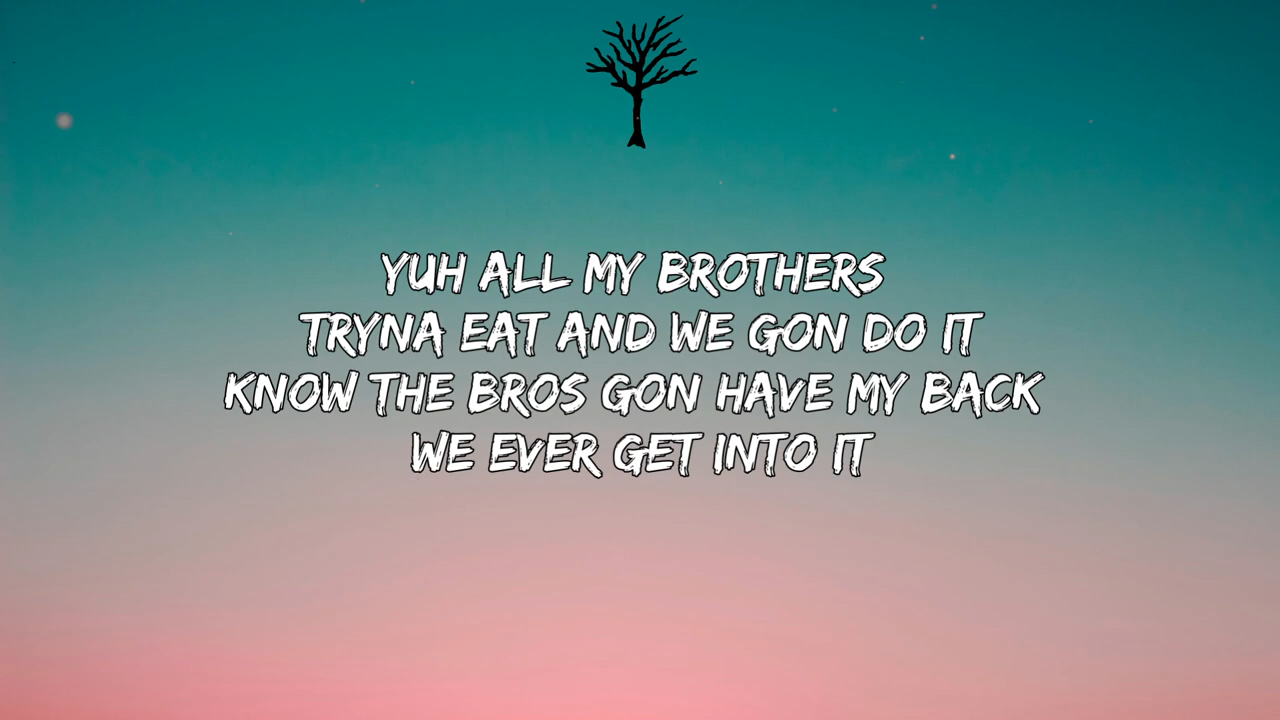 YUH ALL MY BROTHERS
TRYNA EAT AND WE GON DO IT
KNOW THE BROS GON HAVE MY BACK
WE EVER GET INTO IT